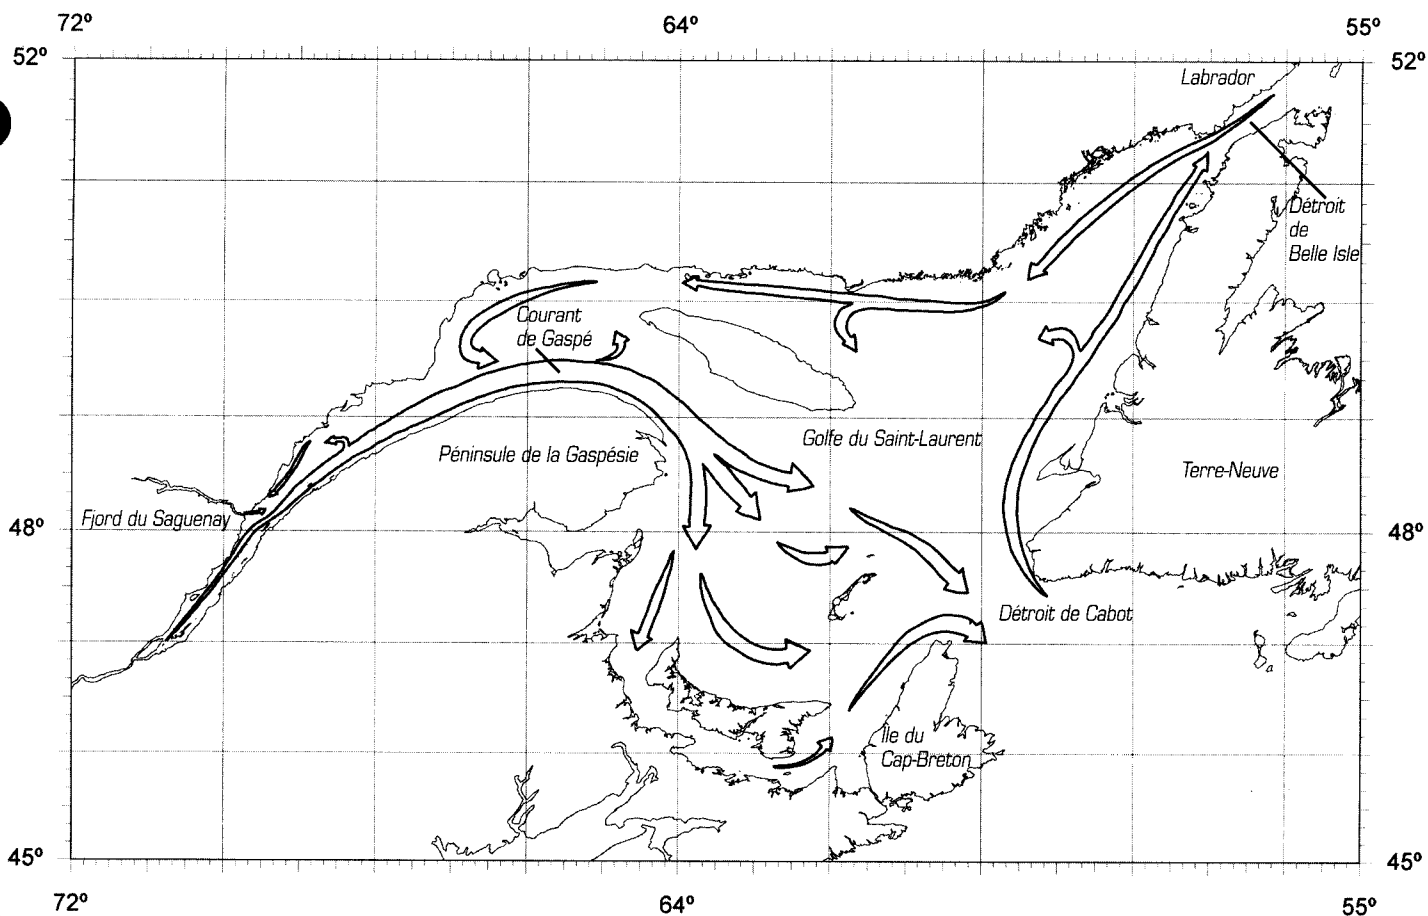 72º 64º 55º
52º 52º
Labrador
Détroit
de
Belle Isle
Courant
de Gaspé
Golfe du Saint-Laurent
Péninsule de la Gaspésie
Terre-Neuve
Fjord du Saguenay
48º 48º
Détroit de Cabot
Île du
Cap-Breton
45º 45º
72º 64º 55º